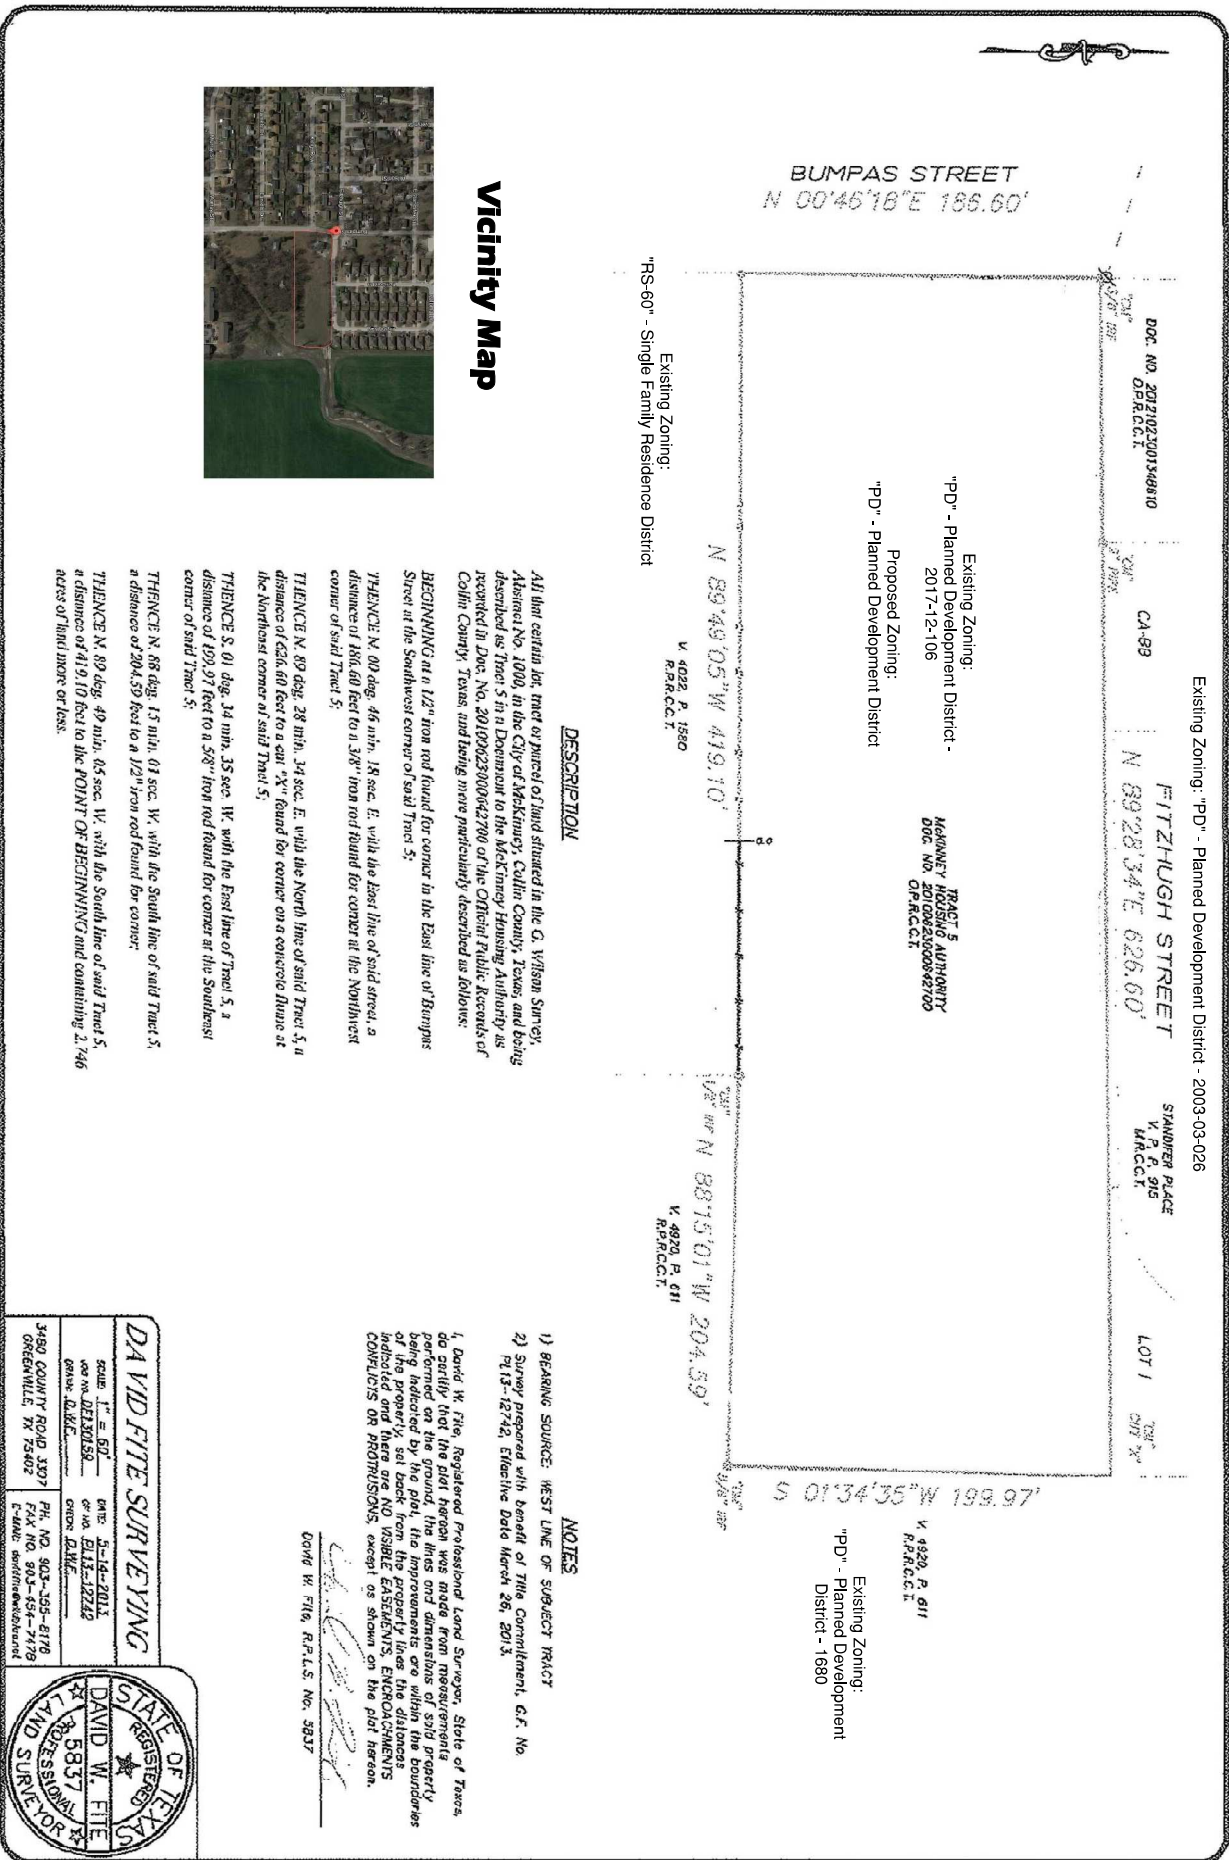 Existing Zoning: "PD" - Planned Development District - 2003-03-026
FITZHUGH STREET
N 89°28'34"E 626.60'
DOC. NO. 20121023001348810
O.P.R.C.C.T.
CA-88
STANDIFER PLACE
V. P, P. 915
M.R.C.C.T.
LOT 1
"CM"
3/8" IRF
"CM"
2" PIPE
"CM"
CUT "X"
BUMPAS STREET
N 00°46'18"E 186.60'
Existing Zoning:
"PD" - Planned Development District -
2017-12-106
Proposed Zoning:
"PD" - Planned Development District
TRACT 5
McKINNEY HOUSING AUTHORITY
DOC. NO. 20100623000642700
O.P.R.C.C.T.
S 01°34'35"W 199.97'
V. 4920, P. 611
R.P.R.C.C.T.
Existing Zoning:
"PD" - Planned Development
District - 1680
N 89°49'05"W 419.10'
V. 4022, P. 1580
R.P.R.C.C.T.
"CM"
1/2" IRF
N 88°15'01"W 204.59'
V. 4920, P. 611
R.P.R.C.C.T.
"CM"
5/8" IRF
Existing Zoning:
"RS-60" - Single Family Residence District
Vicinity Map
DESCRIPTION
All that certain lot, tract or parcel of land situated in the G. Wilson Survey,
Abstract No. 1000, in the City of McKinney, Collin County, Texas, and being
described as Tract 5 in a Document to the McKinney Housing Authority as
recorded in Doc. No. 20100623000642700 of the Official Public Records of
Collin County, Texas, and being more particularly described as follows:
BEGINNING at a 1/2" iron rod found for corner in the East line of Bumpas
Street at the Southwest corner of said Tract 5;
THENCE N. 00 deg. 46 min. 18 sec. E. with the East line of said street, a
distance of 186.60 feet to a 3/8" iron rod found for corner at the Northwest
corner of said Tract 5;
THENCE N. 89 deg. 28 min. 34 sec. E. with the North line of said Tract 5, a
distance of 626.60 feet to a cut "X" found for corner on a concrete flume at
the Northeast corner of said Tract 5;
THENCE S. 01 deg. 34 min. 35 sec. W. with the East line of Tract 5, a
distance of 199.97 feet to a 5/8" iron rod found for corner at the Southeast
corner of said Tract 5;
THENCE N. 88 deg. 15 min. 01 sec. W. with the South line of said Tract 5,
a distance of 204.59 feet to a 1/2" iron rod found for corner;
THENCE N. 89 deg. 49 min. 05 sec. W. with the South line of said Tract 5,
a distance of 419.10 feet to the POINT OF BEGINNING and containing 2.746
acres of land more or less.
NOTES
1) BEARING SOURCE: WEST LINE OF SUBJECT TRACT
2) Survey prepared with benefit of Title Commitment, G.F. No.
PL13-12742, Effective Date March 26, 2013.
I, David W. Fite, Registered Professional Land Surveyor, State of Texas,
do certify that the plat hereon was made from measurements
performed on the ground, the lines and dimensions of said property
being indicated by the plat, the improvements are within the boundaries
of the property, set back from the property lines the distances
indicated and there are NO VISIBLE EASEMENTS, ENCROACHMENTS
CONFLICTS OR PROTRUSIONS, except as shown on the plat hereon.
David W. Fite, R.P.L.S. No. 5837
DAVID FITE SURVEYING
SCALE: 1" = 60'
DATE: 5-14-2013
JOB NO. DF130159
GF NO. PL13-12742
DRAWN: D.W.F.
CHECK: D.W.F.
3480 COUNTY ROAD 3397
GREENVILLE, TX 75402
PH. NO. 903-355-8176
FAX NO. 903-454-7478
STATE OF TEXAS
REGISTERED
DAVID W. FITE
5837
PROFESSIONAL
LAND SURVEYOR